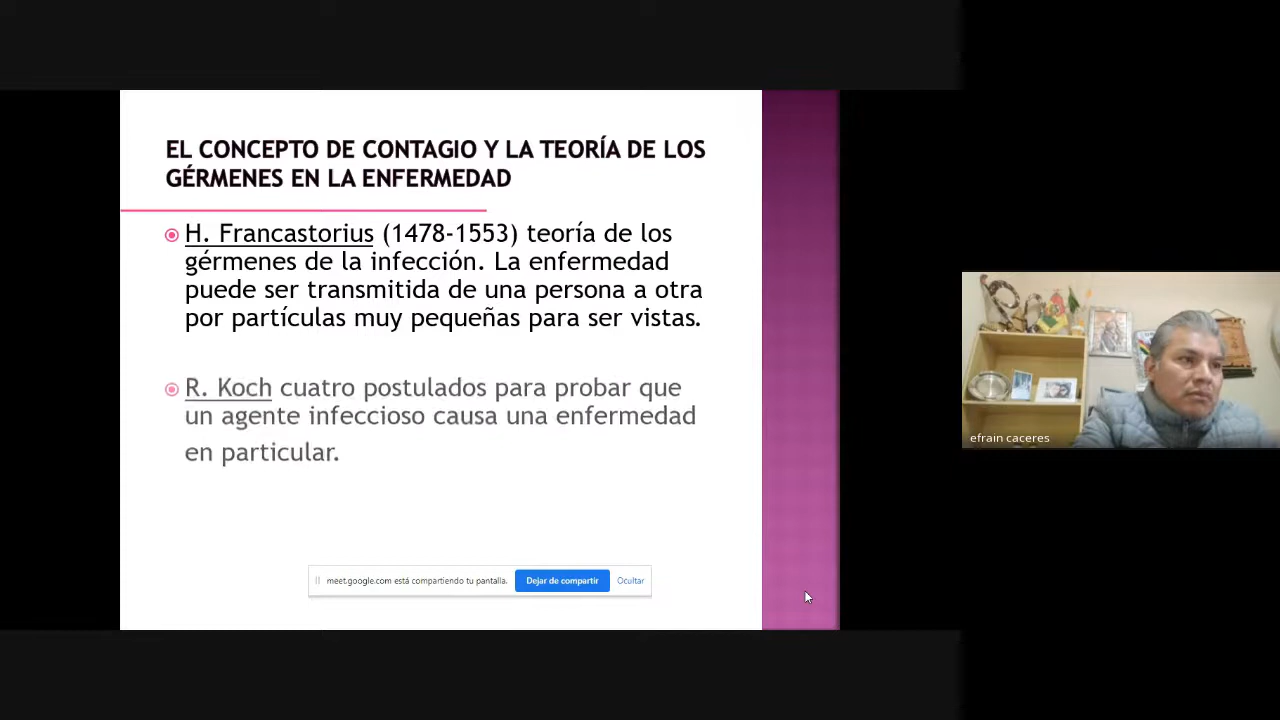 EL CONCEPTO DE CONTAGIO Y LA TEORÍA DE LOS
GÉRMENES EN LA ENFERMEDAD
H. Francastorius (1478-1553) teoría de los
gérmenes de la infección. La enfermedad
puede ser transmitida de una persona a otra
por partículas muy pequeñas para ser vistas.
R. Koch cuatro postulados para probar que
un agente infeccioso causa una enfermedad
en particular.
meet.google.com está compartiendo tu pantalla.
Dejar de compartir
Ocultar
efrain caceres